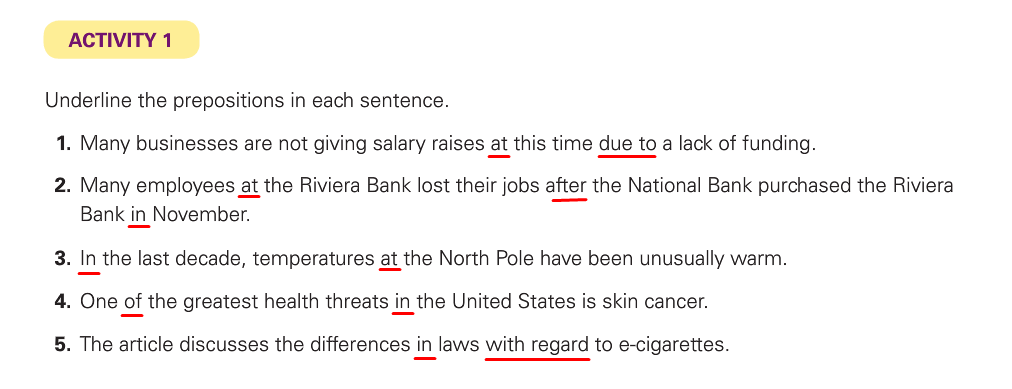 ACTIVITY 1
Underline the prepositions in each sentence.
1. Many businesses are not giving salary raises at this time due to a lack of funding.
2. Many employees at the Riviera Bank lost their jobs after the National Bank purchased the Riviera
Bank in November.
3. In the last decade, temperatures at the North Pole have been unusually warm.
4. One of the greatest health threats in the United States is skin cancer.
5. The article discusses the differences in laws with regard to e-cigarettes.